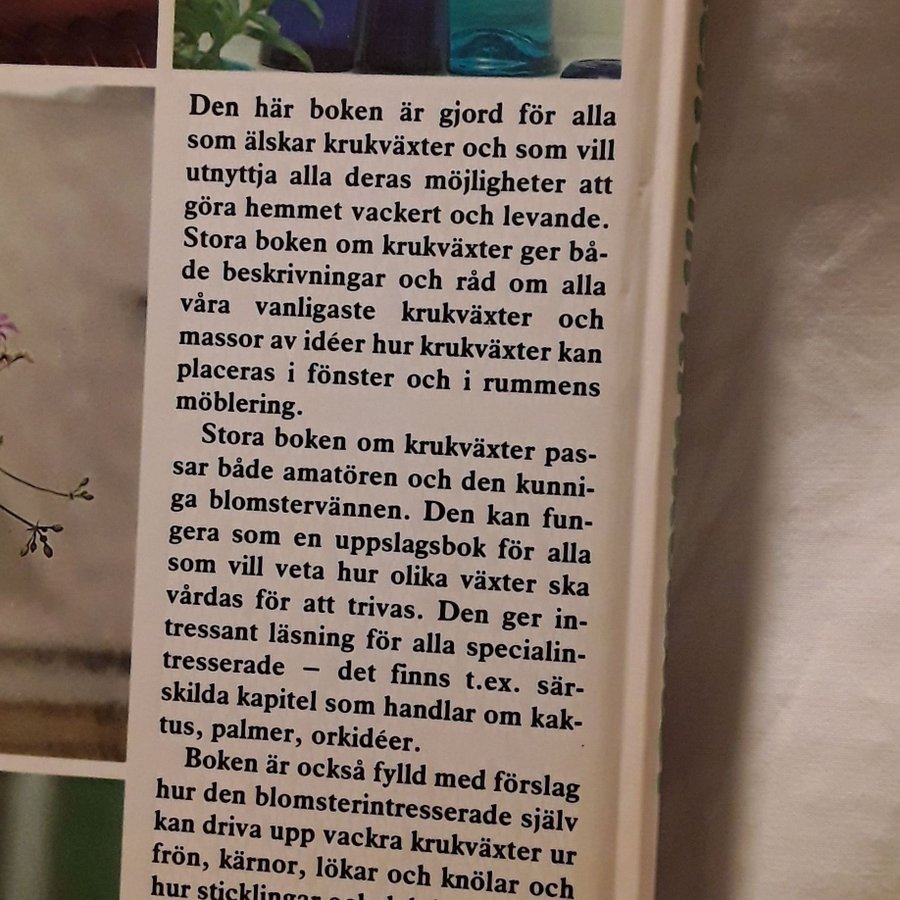 Den här boken är gjord för alla
som älskar krukväxter och som vill
utnyttja alla deras möjligheter att
göra hemmet vackert och levande.
Stora boken om krukväxter ger bå-
de beskrivningar och råd om alla
våra vanligaste krukväxter och
massor av idéer hur krukväxter kan
placeras i fönster och i rummens
möblering.
Stora boken om krukväxter pas-
sar både amatören och den kunni-
ga blomstervännen. Den kan fun-
gera som en uppslagsbok för alla
som vill veta hur olika växter ska
vårdas för att trivas. Den ger in-
tressant läsning för alla specialin-
tresserade – det finns t.ex. sär-
skilda kapitel som handlar om kak-
tus, palmer, orkidéer.
Boken är också fylld med förslag
hur den blomsterintresserade själv
kan driva upp vackra krukväxter ur
frön, kärnor, lökar och knölar och
hur sticklingar